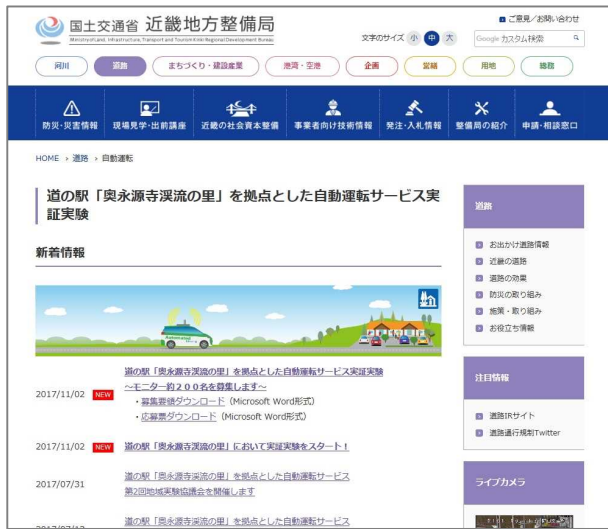 国土交通省 近畿地方整備局
Ministry of Land, Infrastructure, Transport and Tourism Kinki Regional Development Bureau
ご意見／お問い合わせ
文字のサイズ 小 中 大
Google カスタム検索
河川 道路 まちづくり・建設産業 港湾・空港 企画 営繕 用地 総務
防災・災害情報 現場見学・出前講座 近畿の社会資本整備 事業者向け技術情報 発注・入札情報 整備局の紹介 申請・相談窓口
HOME › 道路 › 自動運転
道の駅「奥永源寺渓流の里」を拠点とした自動運転サービス実
証実験
新着情報
Automated
道の駅「奥永源寺渓流の里」を拠点とした自動運転サービス実証実験
～モニター約２００名を募集します～
2017/11/02 NEW
・募集要領ダウンロード（Microsoft Word形式）
・応募票ダウンロード（Microsoft Word形式）
2017/11/02 NEW 道の駅「奥永源寺渓流の里」において実証実験をスタート！
2017/07/31
道の駅「奥永源寺渓流の里」を拠点とした自動運転サービス
第2回地域実験協議会を開催します
道の駅「奥永源寺渓流の里」を拠点とした自動運転サービス
道路
お出かけ道路情報
近畿の道路
道路の効果
防災の取り組み
施策・取り組み
お役立ち情報
注目情報
道路IRサイト
道路通行規制Twitter
ライブカメラ